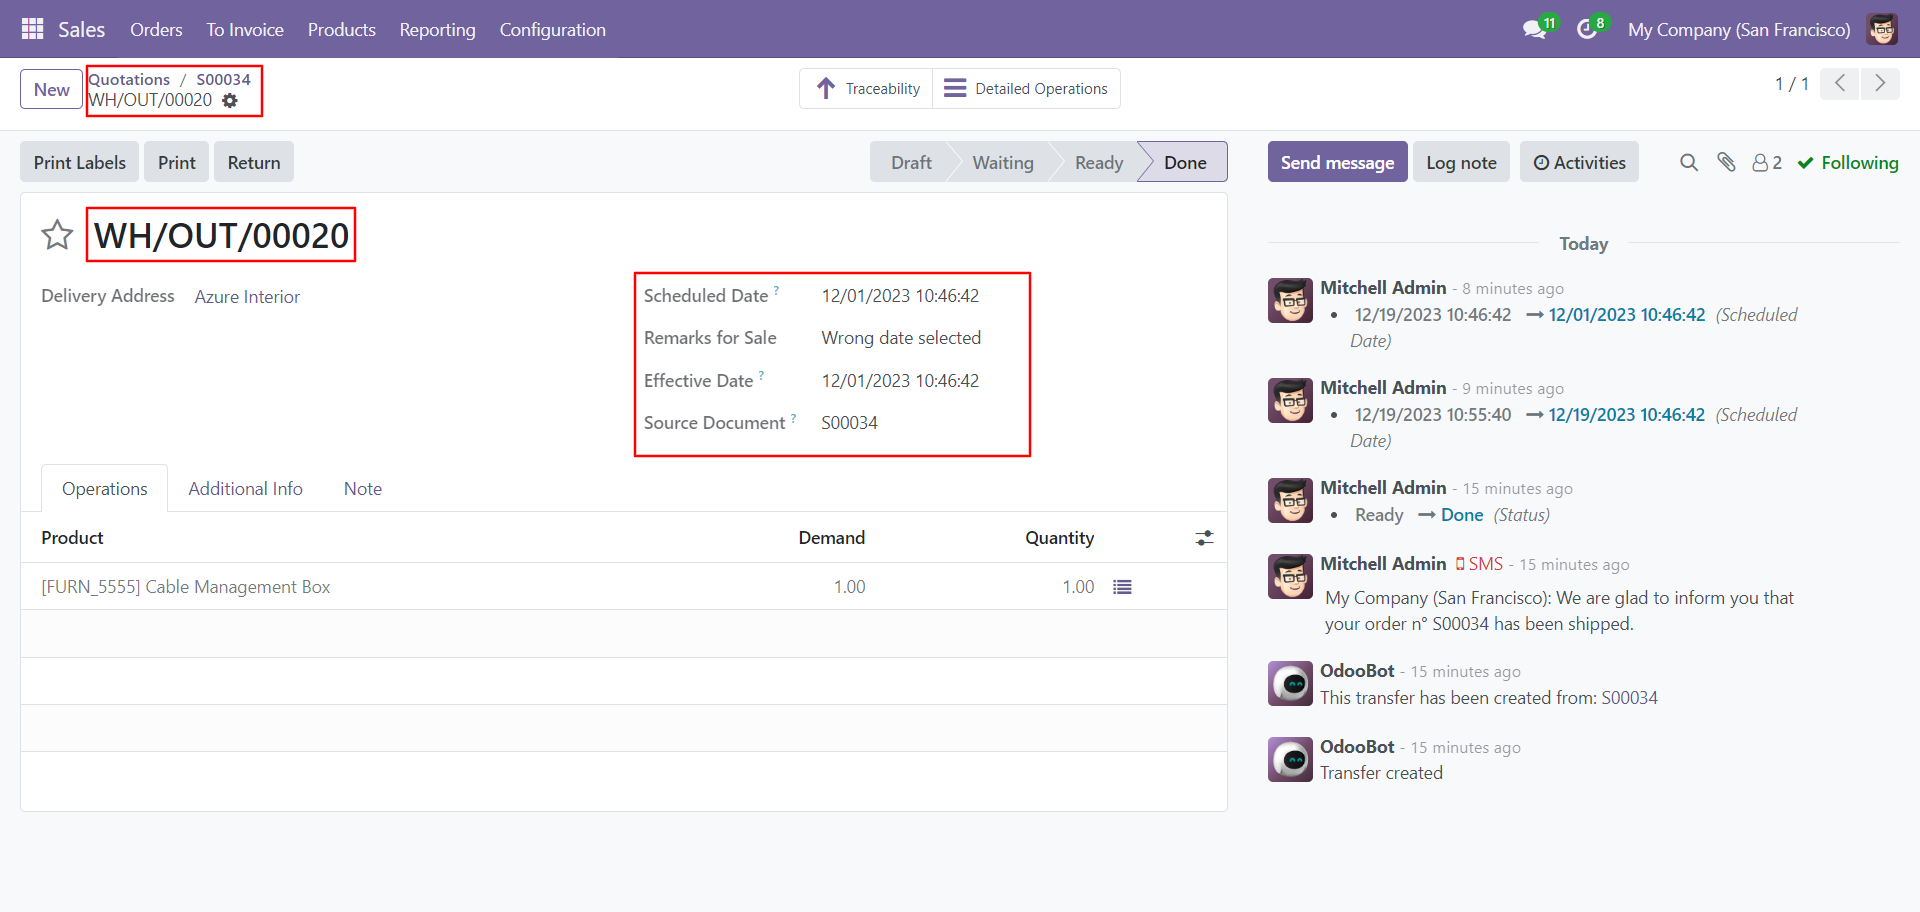 Sales Orders To Invoice Products Reporting Configuration 11 8 My Company (San Francisco)
New Quotations / S00034
WH/OUT/00020
Traceability Detailed Operations 1 / 1
Print Labels Print Return Draft Waiting Ready Done Send message Log note Activities 2 Following
WH/OUT/00020
Delivery Address Azure Interior
Scheduled Date ? 12/01/2023 10:46:42
Remarks for Sale Wrong date selected
Effective Date ? 12/01/2023 10:46:42
Source Document ? S00034
Operations Additional Info Note
Product Demand Quantity
[FURN_5555] Cable Management Box 1.00 1.00
Today
Mitchell Admin - 8 minutes ago
• 12/19/2023 10:46:42 → 12/01/2023 10:46:42 (Scheduled
Date)
Mitchell Admin - 9 minutes ago
• 12/19/2023 10:55:40 → 12/19/2023 10:46:42 (Scheduled
Date)
Mitchell Admin - 15 minutes ago
• Ready → Done (Status)
Mitchell Admin SMS - 15 minutes ago
My Company (San Francisco): We are glad to inform you that
your order n° S00034 has been shipped.
OdooBot - 15 minutes ago
This transfer has been created from: S00034
OdooBot - 15 minutes ago
Transfer created